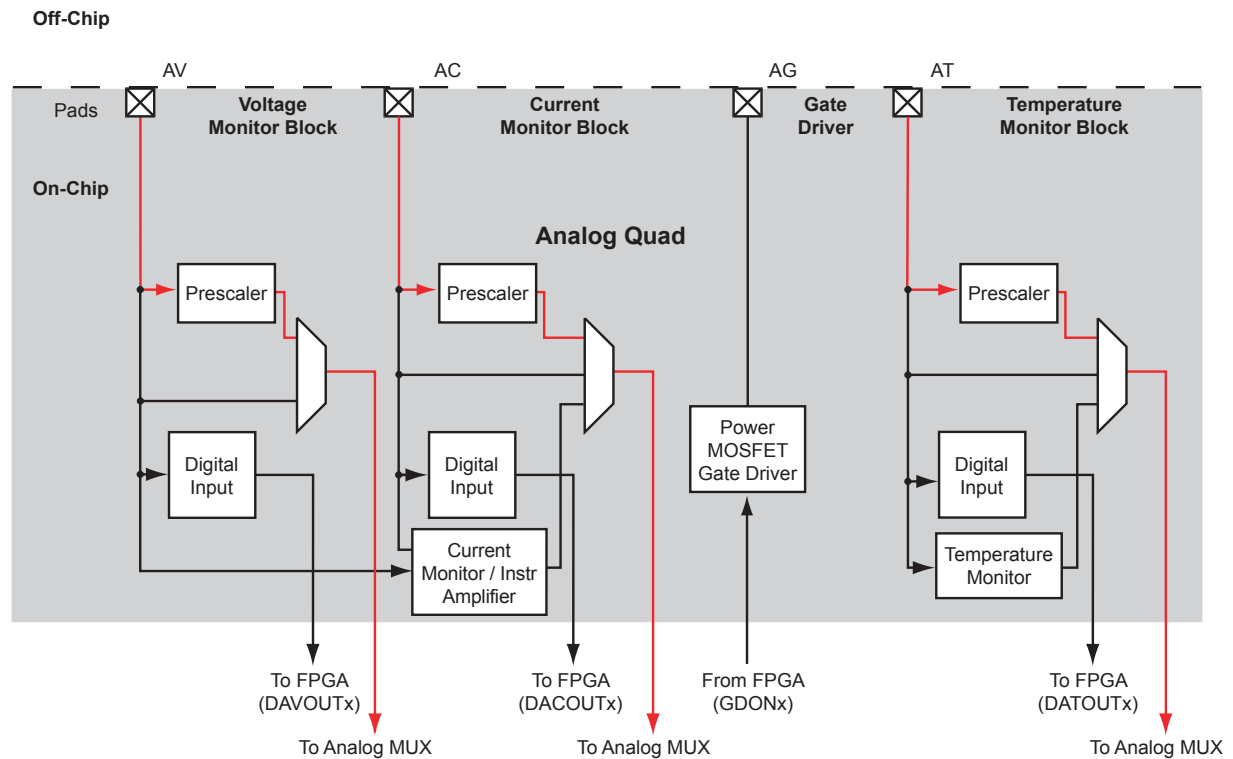 Off-Chip
AV
AC
AG
AT
Pads
Voltage
Monitor Block
Current
Monitor Block
Gate
Driver
Temperature
Monitor Block
On-Chip
Analog Quad
Prescaler
Prescaler
Prescaler
Digital
Input
Digital
Input
Power
MOSFET
Gate Driver
Digital
Input
Current
Monitor / Instr
Amplifier
Temperature
Monitor
To FPGA
(DAVOUTx)
To FPGA
(DACOUTx)
From FPGA
(GDONx)
To FPGA
(DATOUTx)
To Analog MUX
To Analog MUX
To Analog MUX